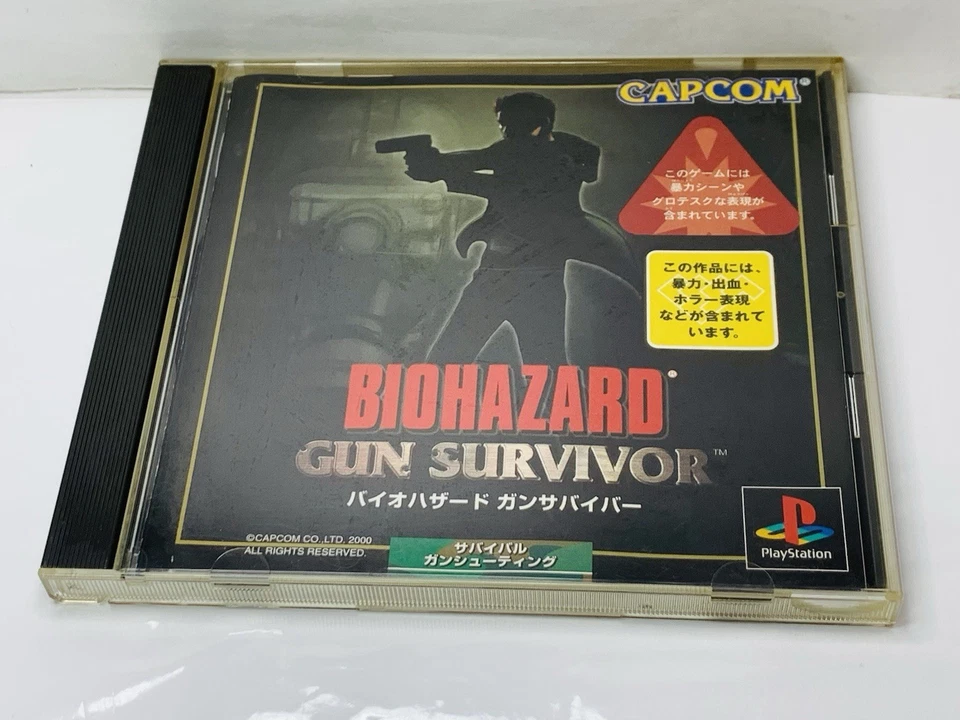 CAPCOM®
このゲームには
暴力シーンや
グロテスクな表現が
含まれています。
この作品には、
暴力・出血・
ホラー表現
などが含まれて
います。
BIOHAZARD®
GUN SURVIVOR™
バイオハザード ガンサバイバー
©CAPCOM CO.,LTD. 2000
ALL RIGHTS RESERVED.
サバイバル
ガンシューティング
PlayStation